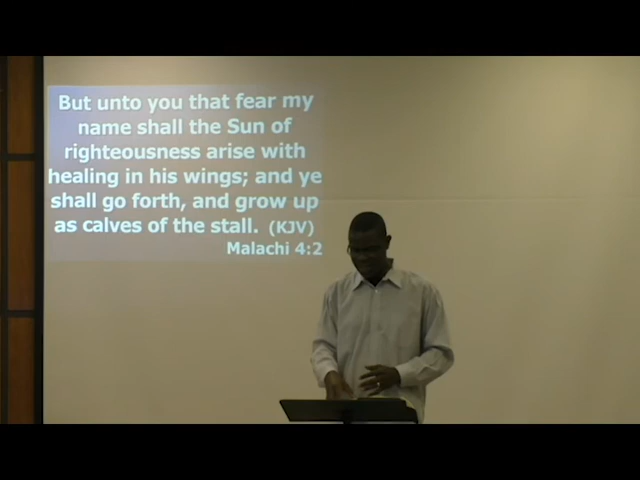 But unto you that fear my
name shall the Sun of
righteousness arise with
healing in his wings; and ye
shall go forth, and grow up
as calves of the stall. (KJV)
Malachi 4:2